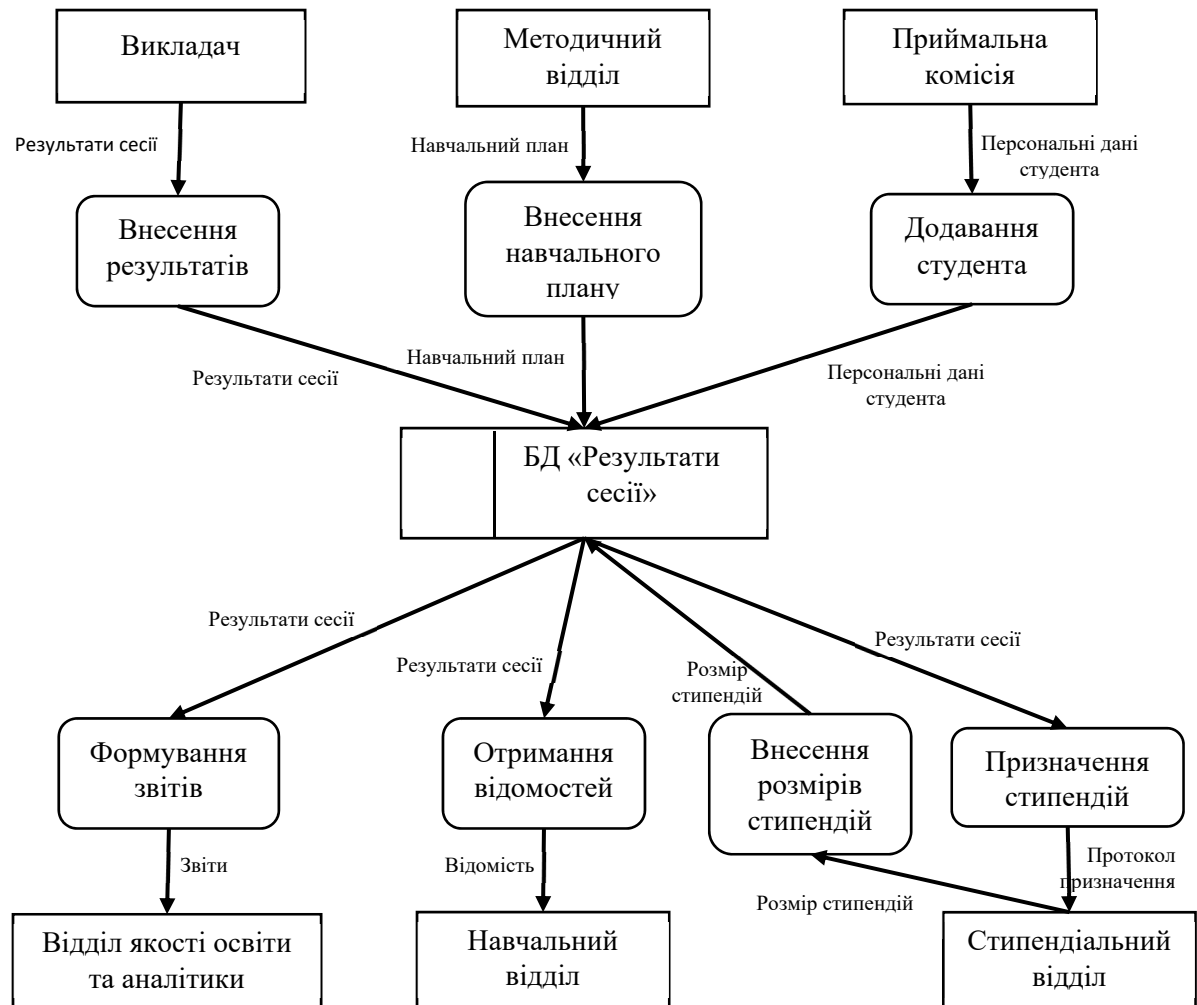 Викладач
Методичний
відділ
Приймальна
комісія
Результати сесії
Навчальний план
Персональні дані
студента
Внесення
результатів
Внесення
навчального
плану
Додавання
студента
Результати сесії
Навчальний план
Персональні дані
студента
БД «Результати
сесії»
Результати сесії
Результати сесії
Розмір
стипендій
Результати сесії
Формування
звітів
Отримання
відомостей
Внесення
розмірів
стипендій
Призначення
стипендій
Звіти
Відомість
Розмір стипендій
Протокол
призначення
Відділ якості освіти
та аналітики
Навчальний
відділ
Стипендіальний
відділ